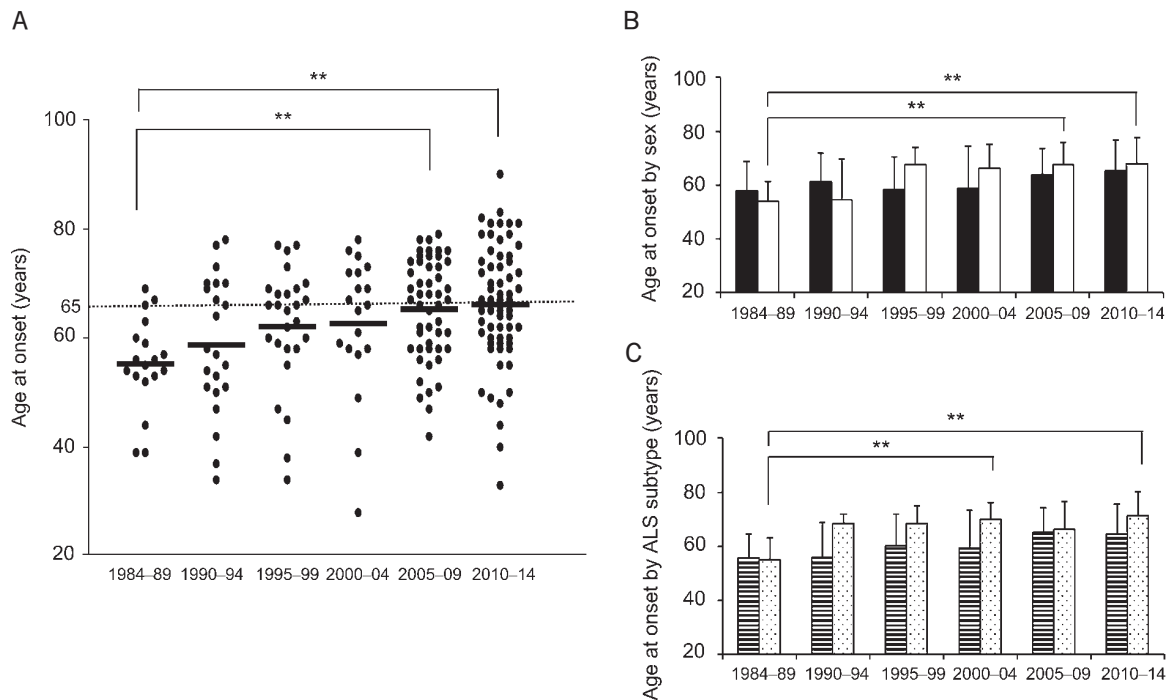 A
**
**
100
80
65
60
40
20
Age at onset (years)
1984–89 1990–94 1995–99 2000–04 2005–09 2010–14
B
**
**
100
80
60
40
20
Age at onset by sex (years)
1984–89 1990–94 1995–99 2000–04 2005–09 2010–14
C
**
**
100
80
60
40
20
Age at onset by ALS subtype (years)
1984–89 1990–94 1995–99 2000–04 2005–09 2010–14